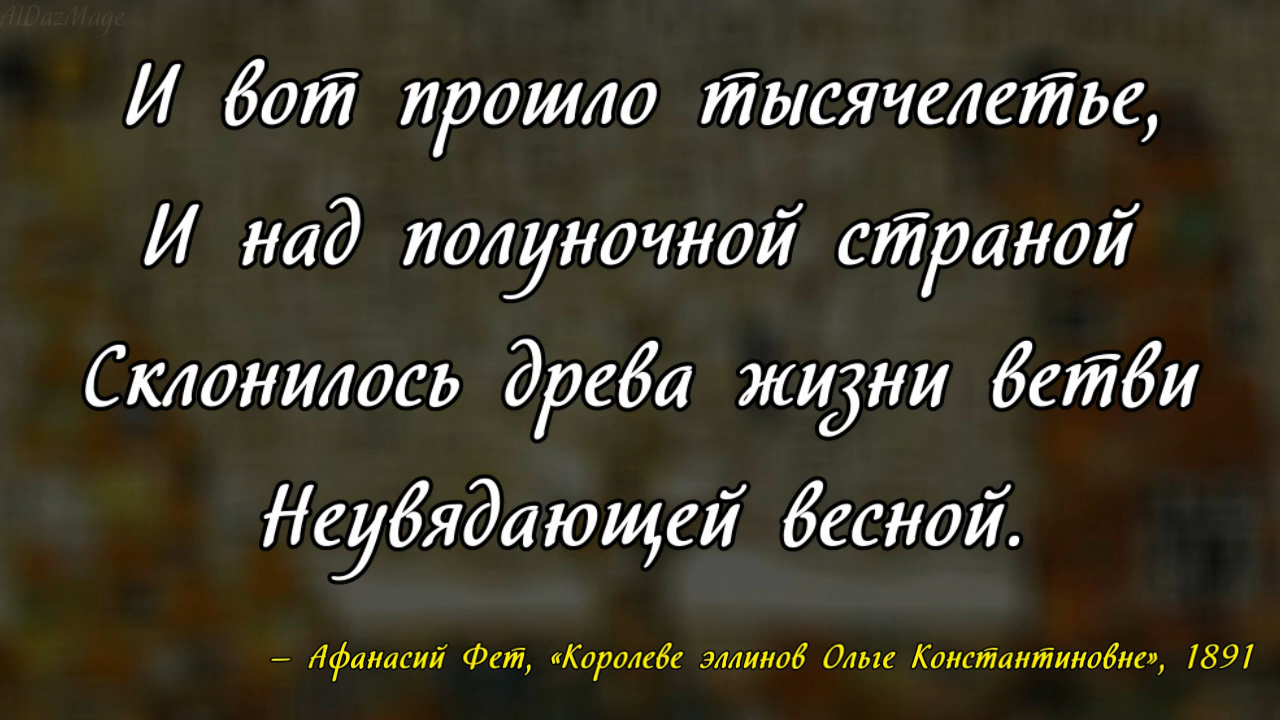 AlDazMage
И вот прошло тысячелетье,
И над полуночной страной
Склонилось древа жизни ветви
Неувядающей весной.
– Афанасий Фет, «Королеве эллинов Ольге Константиновне», 1891